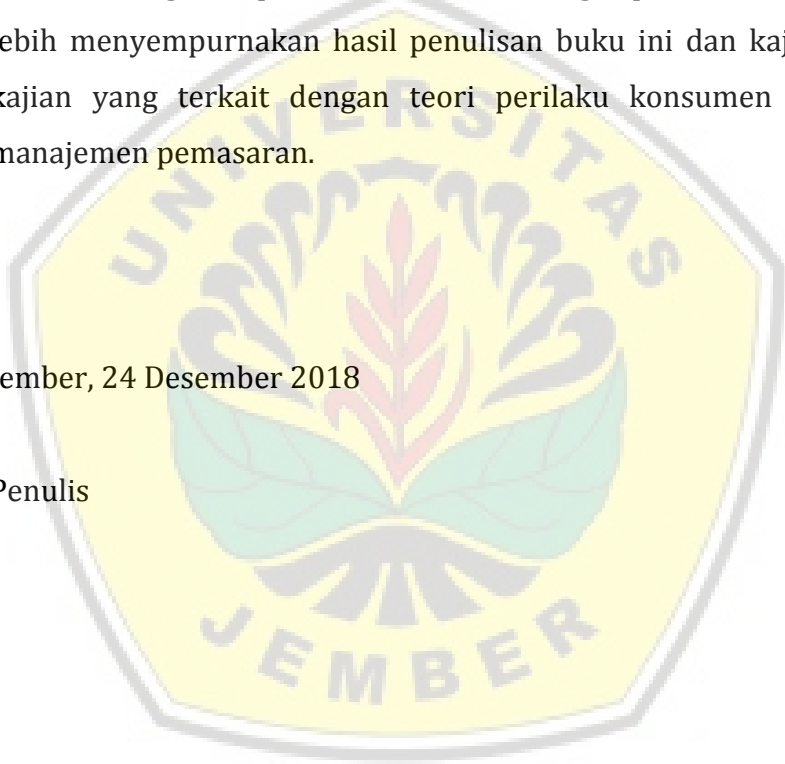 lebih menyempurnakan hasil penulisan buku ini dan kaj
kajian yang terkait dengan teori perilaku konsumen
manajemen pemasaran.
ember, 24 Desember 2018
Penulis
UNIVERSITAS
JEMBER